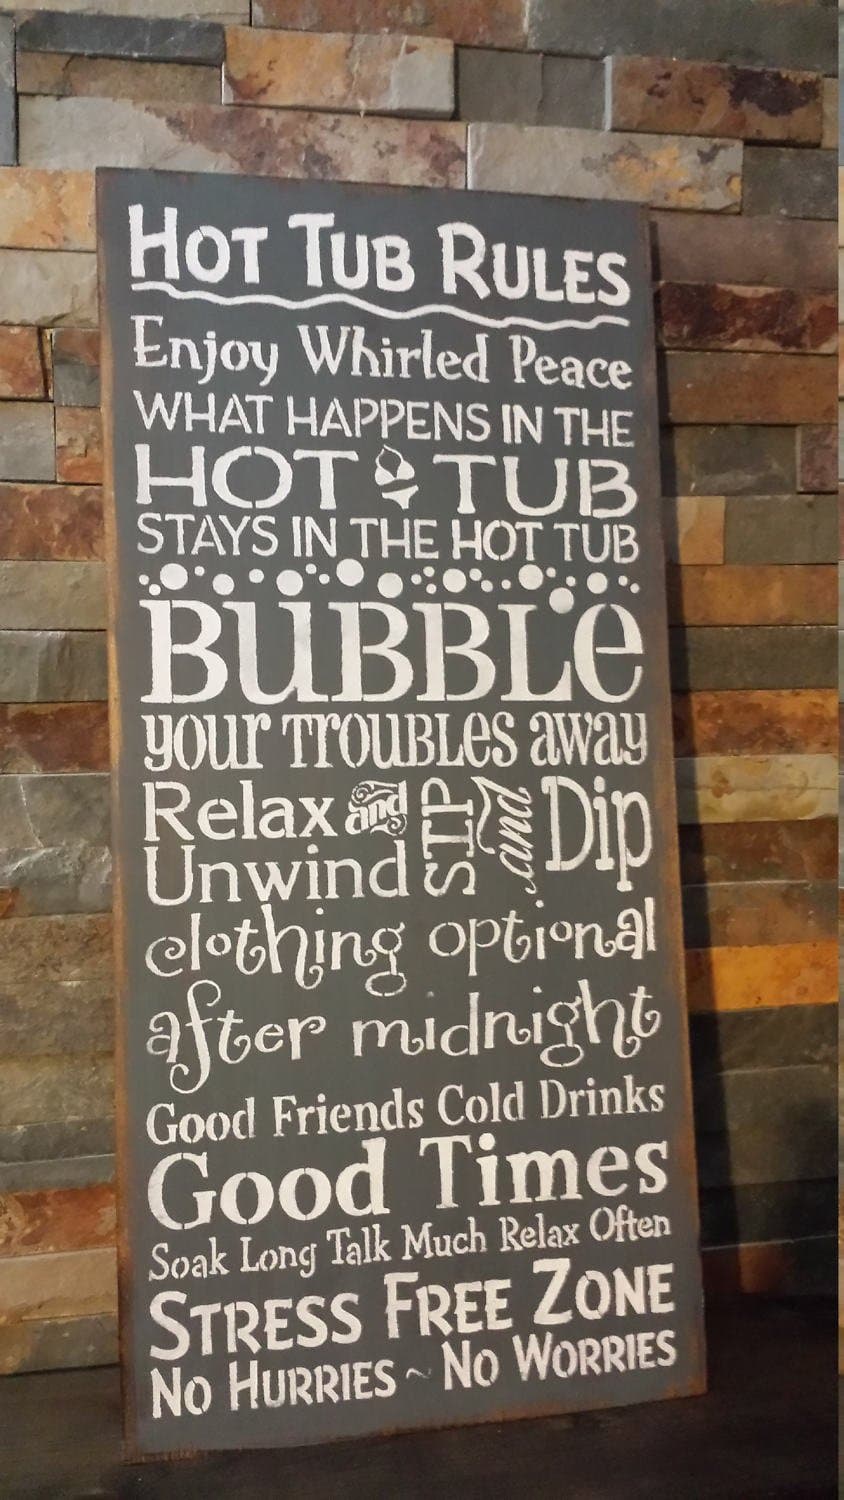 HOT TUB RULES
Enjoy Whirled Peace
WHAT HAPPENS IN THE
HOT TUB
STAYS IN THE HOT TUB
BUBBLe
your TrouBLes away
Relax and
Unwind
SIP and Dip
clothing optional
after midnight
Good Friends Cold Drinks
Good Times
Soak Long Talk Much Relax Often
STRESS FREE ZONE
NO HURRIES ~ NO WORRIES